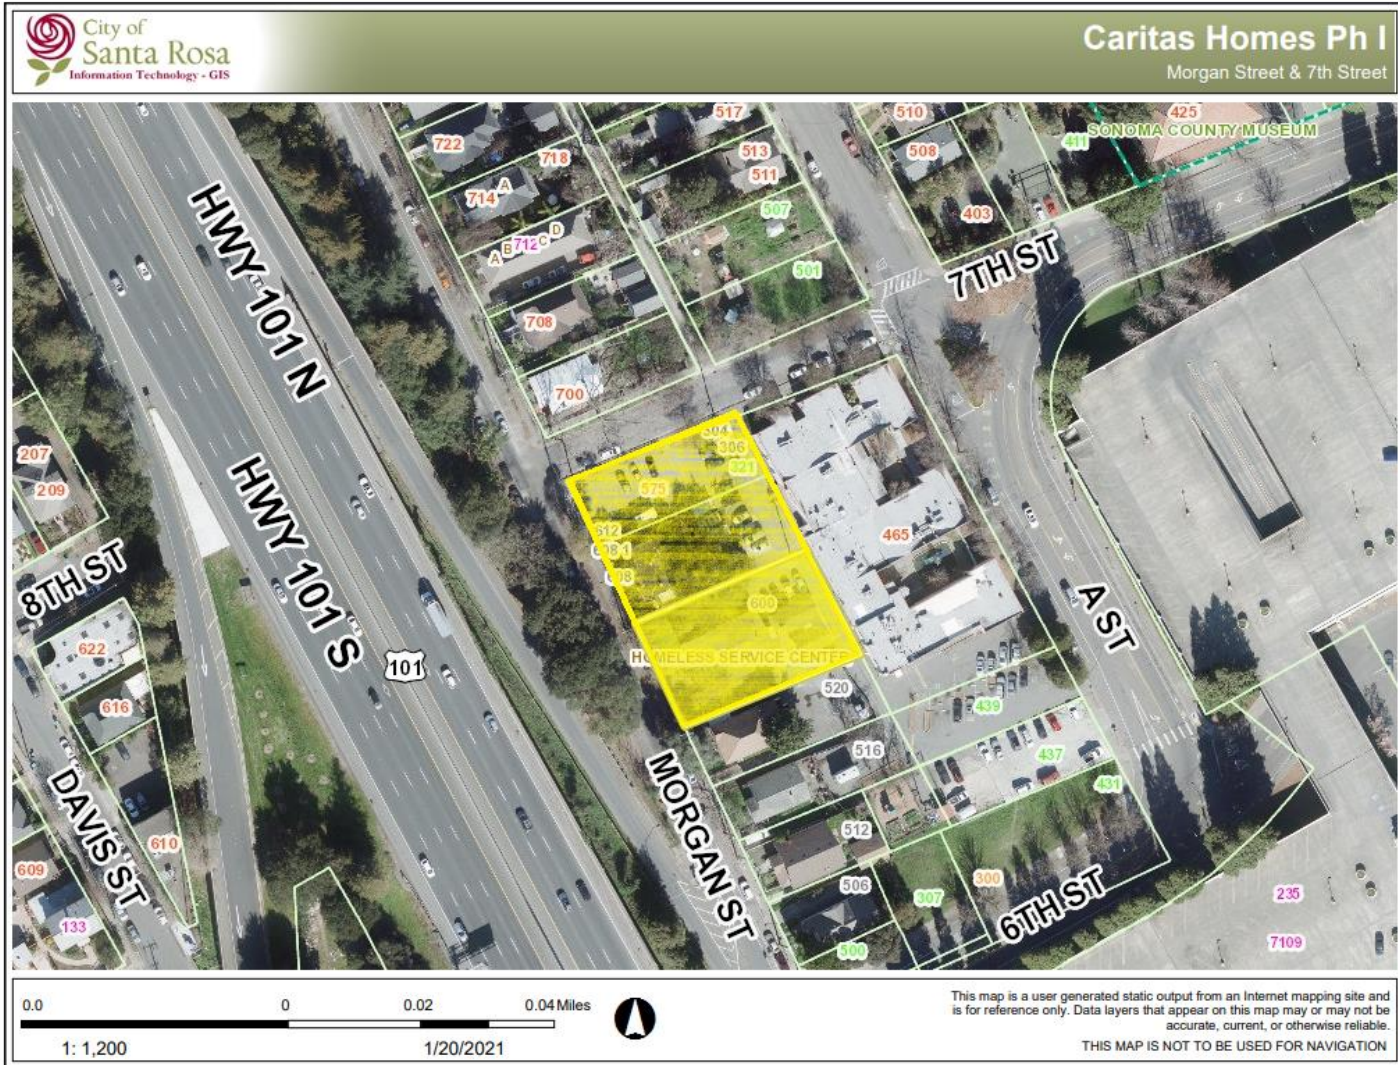 City of
Santa Rosa
Information Technology - GIS
Caritas Homes Ph I
Morgan Street & 7th Street
517
510
425
SONOMA COUNTY MUSEUM
722
718
513
508
411
714
A
511
403
507
712
A
B
C
D
501
7TH ST
HWY 101 N
708
700
306
321
207
209
575
612
608
465
8TH ST
HWY 101 S
600
A ST
101
HOMELESS SERVICE CENTER
622
616
520
439
516
437
431
DAVIS ST
MORGAN ST
610
512
609
506
300
307
6TH ST
235
133
500
7109
0.0
0
0.02
0.04 Miles
1: 1,200
1/20/2021
This map is a user generated static output from an Internet mapping site and
is for reference only. Data layers that appear on this map may or may not be
accurate, current, or otherwise reliable.
THIS MAP IS NOT TO BE USED FOR NAVIGATION